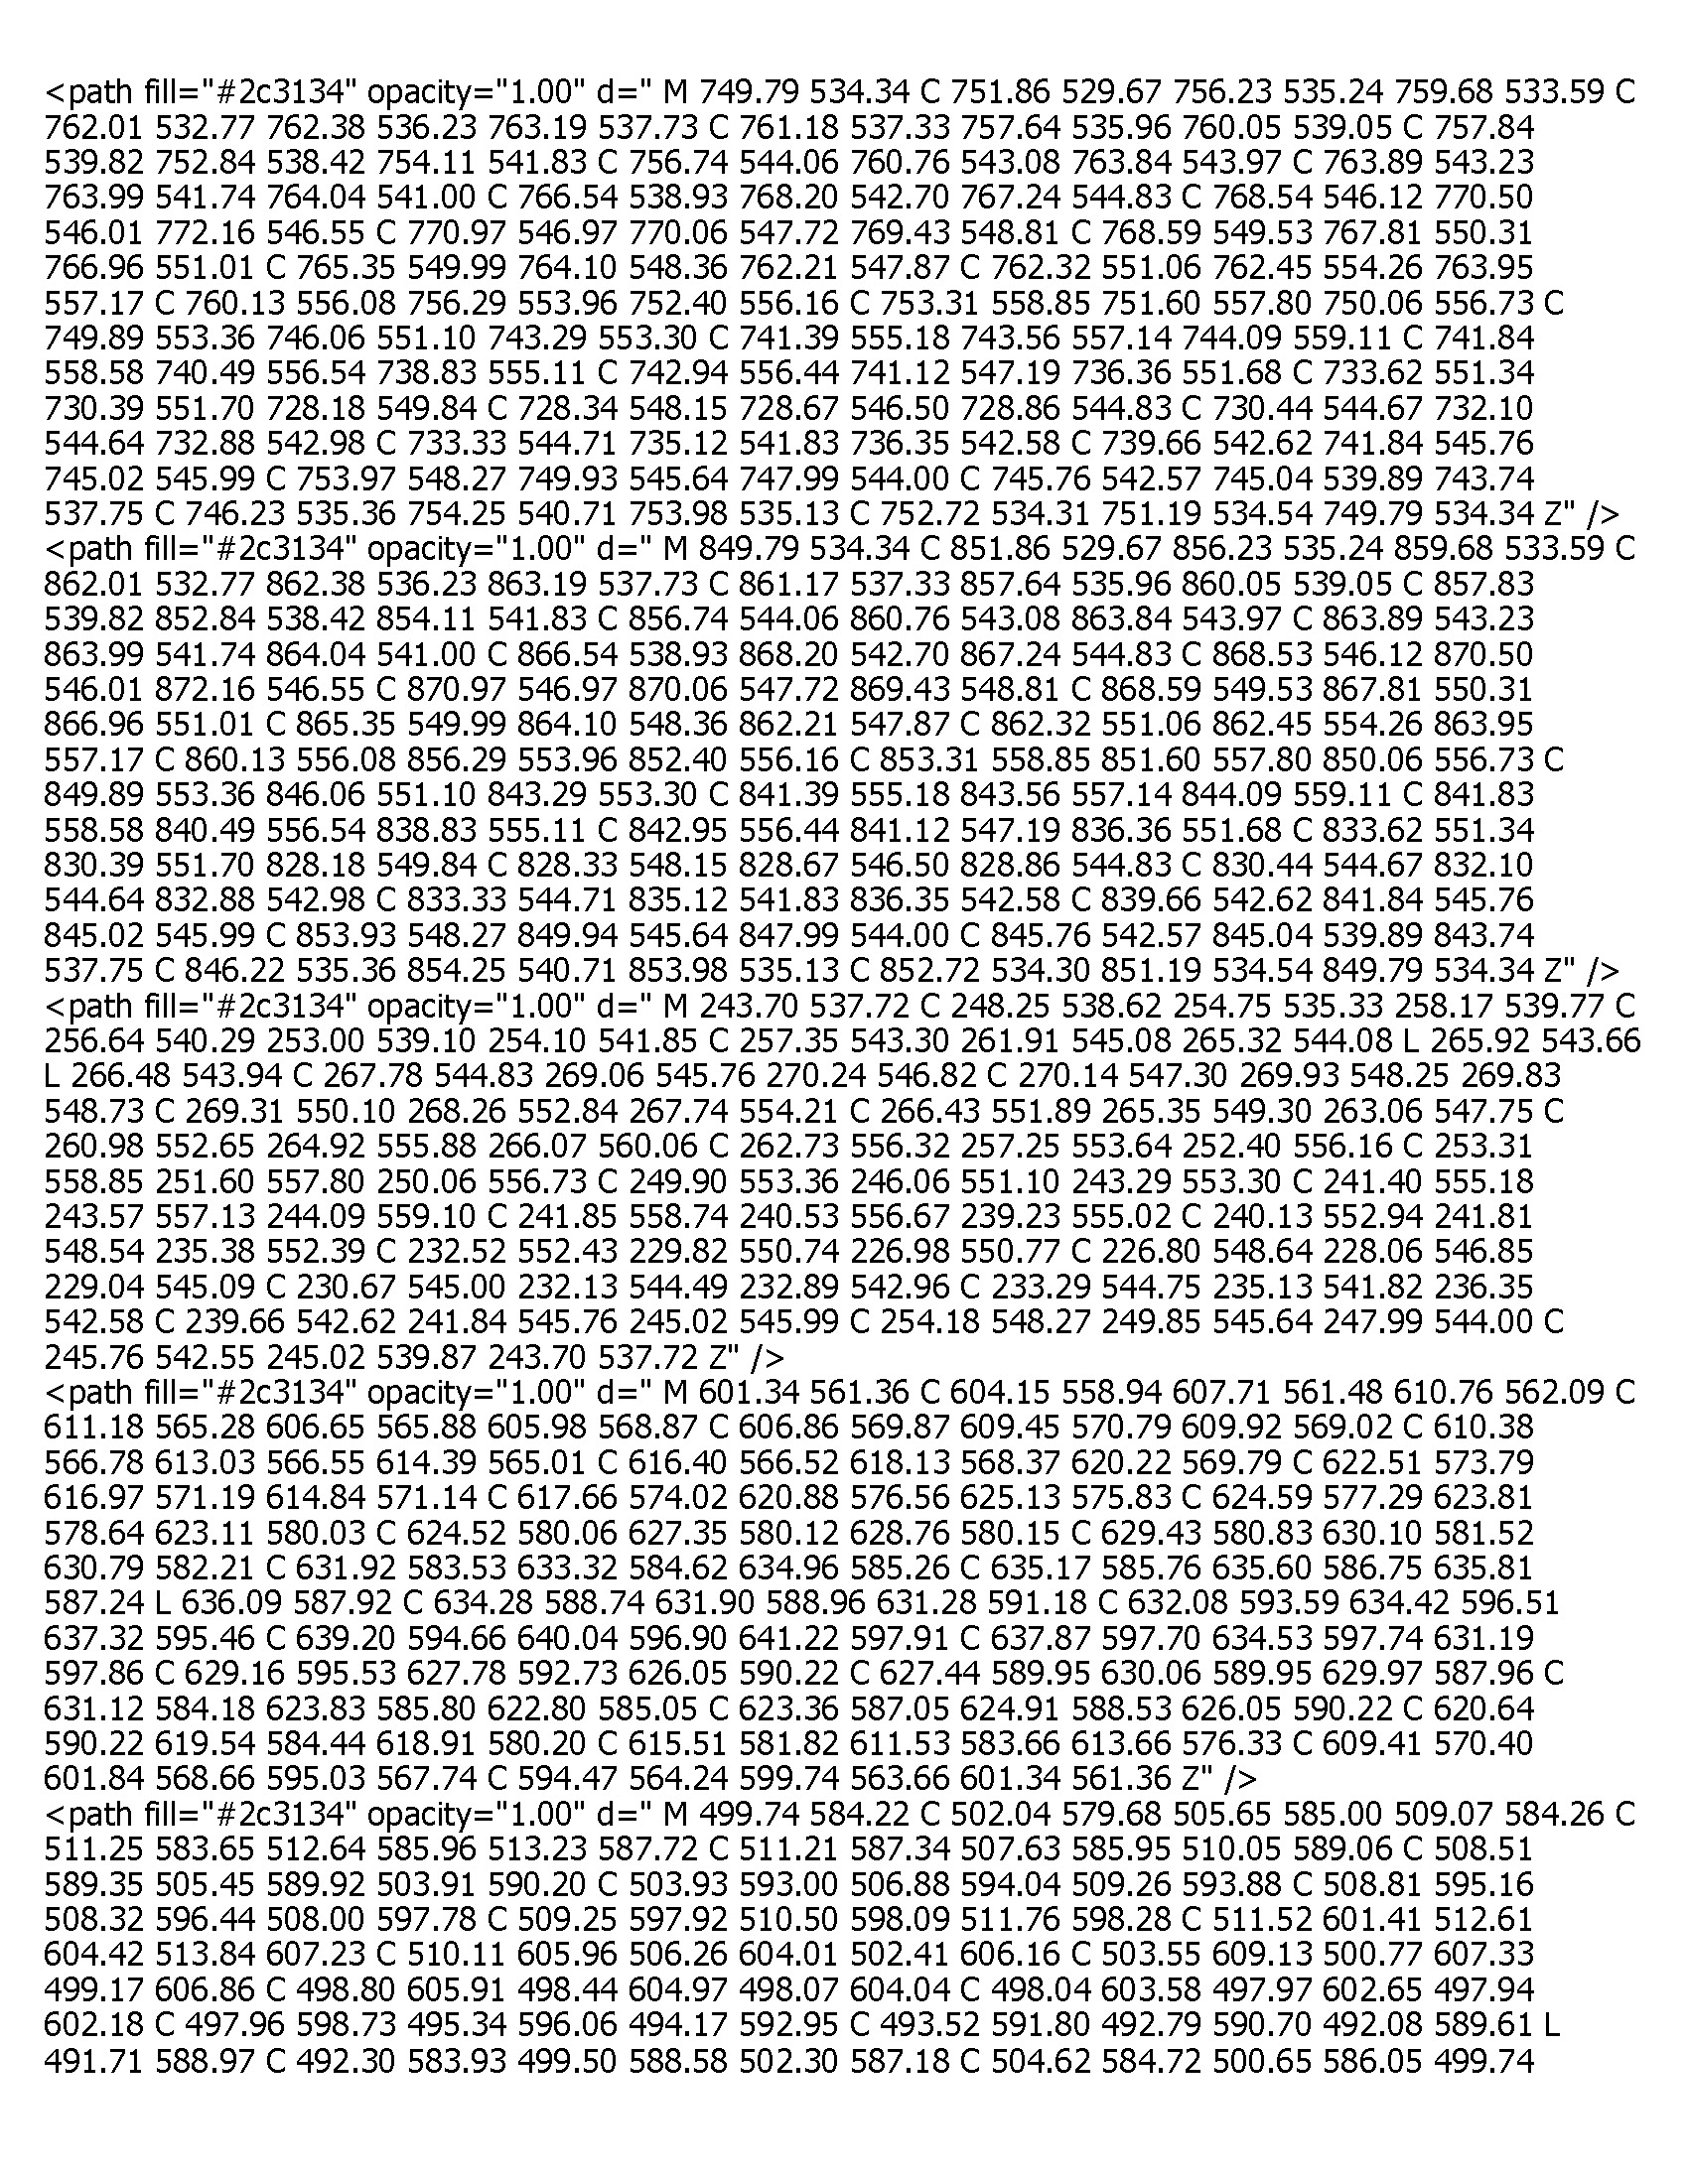 <path fill="#2c3134" opacity="1.00" d=" M 749.79 534.34 C 751.86 529.67 756.23 535.24 759.68 533.59 C
762.01 532.77 762.38 536.23 763.19 537.73 C 761.18 537.33 757.64 535.96 760.05 539.05 C 757.84
539.82 752.84 538.42 754.11 541.83 C 756.74 544.06 760.76 543.08 763.84 543.97 C 763.89 543.23
763.99 541.74 764.04 541.00 C 766.54 538.93 768.20 542.70 767.24 544.83 C 768.54 546.12 770.50
546.01 772.16 546.55 C 770.97 546.97 770.06 547.72 769.43 548.81 C 768.59 549.53 767.81 550.31
766.96 551.01 C 765.35 549.99 764.10 548.36 762.21 547.87 C 762.32 551.06 762.45 554.26 763.95
557.17 C 760.13 556.08 756.29 553.96 752.40 556.16 C 753.31 558.85 751.60 557.80 750.06 556.73 C
749.89 553.36 746.06 551.10 743.29 553.30 C 741.39 555.18 743.56 557.14 744.09 559.11 C 741.84
558.58 740.49 556.54 738.83 555.11 C 742.94 556.44 741.12 547.19 736.36 551.68 C 733.62 551.34
730.39 551.70 728.18 549.84 C 728.34 548.15 728.67 546.50 728.86 544.83 C 730.44 544.67 732.10
544.64 732.88 542.98 C 733.33 544.71 735.12 541.83 736.35 542.58 C 739.66 542.62 741.84 545.76
745.02 545.99 C 753.97 548.27 749.93 545.64 747.99 544.00 C 745.76 542.57 745.04 539.89 743.74
537.75 C 746.23 535.36 754.25 540.71 753.98 535.13 C 752.72 534.31 751.19 534.54 749.79 534.34 Z" />
<path fill="#2c3134" opacity="1.00" d=" M 849.79 534.34 C 851.86 529.67 856.23 535.24 859.68 533.59 C
862.01 532.77 862.38 536.23 863.19 537.73 C 861.17 537.33 857.64 535.96 860.05 539.05 C 857.83
539.82 852.84 538.42 854.11 541.83 C 856.74 544.06 860.76 543.08 863.84 543.97 C 863.89 543.23
863.99 541.74 864.04 541.00 C 866.54 538.93 868.20 542.70 867.24 544.83 C 868.53 546.12 870.50
546.01 872.16 546.55 C 870.97 546.97 870.06 547.72 869.43 548.81 C 868.59 549.53 867.81 550.31
866.96 551.01 C 865.35 549.99 864.10 548.36 862.21 547.87 C 862.32 551.06 862.45 554.26 863.95
557.17 C 860.13 556.08 856.29 553.96 852.40 556.16 C 853.31 558.85 851.60 557.80 850.06 556.73 C
849.89 553.36 846.06 551.10 843.29 553.30 C 841.39 555.18 843.56 557.14 844.09 559.11 C 841.83
558.58 840.49 556.54 838.83 555.11 C 842.95 556.44 841.12 547.19 836.36 551.68 C 833.62 551.34
830.39 551.70 828.18 549.84 C 828.33 548.15 828.67 546.50 828.86 544.83 C 830.44 544.67 832.10
544.64 832.88 542.98 C 833.33 544.71 835.12 541.83 836.35 542.58 C 839.66 542.62 841.84 545.76
845.02 545.99 C 853.93 548.27 849.94 545.64 847.99 544.00 C 845.76 542.57 845.04 539.89 843.74
537.75 C 846.22 535.36 854.25 540.71 853.98 535.13 C 852.72 534.30 851.19 534.54 849.79 534.34 Z" />
<path fill="#2c3134" opacity="1.00" d=" M 243.70 537.72 C 248.25 538.62 254.75 535.33 258.17 539.77 C
256.64 540.29 253.00 539.10 254.10 541.85 C 257.35 543.30 261.91 545.08 265.32 544.08 L 265.92 543.66
L 266.48 543.94 C 267.78 544.83 269.06 545.76 270.24 546.82 C 270.14 547.30 269.93 548.25 269.83
548.73 C 269.31 550.10 268.26 552.84 267.74 554.21 C 266.43 551.89 265.35 549.30 263.06 547.75 C
260.98 552.65 264.92 555.88 266.07 560.06 C 262.73 556.32 257.25 553.64 252.40 556.16 C 253.31
558.85 251.60 557.80 250.06 556.73 C 249.90 553.36 246.06 551.10 243.29 553.30 C 241.40 555.18
243.57 557.13 244.09 559.10 C 241.85 558.74 240.53 556.67 239.23 555.02 C 240.13 552.94 241.81
548.54 235.38 552.39 C 232.52 552.43 229.82 550.74 226.98 550.77 C 226.80 548.64 228.06 546.85
229.04 545.09 C 230.67 545.00 232.13 544.49 232.89 542.96 C 233.29 544.75 235.13 541.82 236.35
542.58 C 239.66 542.62 241.84 545.76 245.02 545.99 C 254.18 548.27 249.85 545.64 247.99 544.00 C
245.76 542.55 245.02 539.87 243.70 537.72 Z" />
<path fill="#2c3134" opacity="1.00" d=" M 601.34 561.36 C 604.15 558.94 607.71 561.48 610.76 562.09 C
611.18 565.28 606.65 565.88 605.98 568.87 C 606.86 569.87 609.45 570.79 609.92 569.02 C 610.38
566.78 613.03 566.55 614.39 565.01 C 616.40 566.52 618.13 568.37 620.22 569.79 C 622.51 573.79
616.97 571.19 614.84 571.14 C 617.66 574.02 620.88 576.56 625.13 575.83 C 624.59 577.29 623.81
578.64 623.11 580.03 C 624.52 580.06 627.35 580.12 628.76 580.15 C 629.43 580.83 630.10 581.52
630.79 582.21 C 631.92 583.53 633.32 584.62 634.96 585.26 C 635.17 585.76 635.60 586.75 635.81
587.24 L 636.09 587.92 C 634.28 588.74 631.90 588.96 631.28 591.18 C 632.08 593.59 634.42 596.51
637.32 595.46 C 639.20 594.66 640.04 596.90 641.22 597.91 C 637.87 597.70 634.53 597.74 631.19
597.86 C 629.16 595.53 627.78 592.73 626.05 590.22 C 627.44 589.95 630.06 589.95 629.97 587.96 C
631.12 584.18 623.83 585.80 622.80 585.05 C 623.36 587.05 624.91 588.53 626.05 590.22 C 620.64
590.22 619.54 584.44 618.91 580.20 C 615.51 581.82 611.53 583.66 613.66 576.33 C 609.41 570.40
601.84 568.66 595.03 567.74 C 594.47 564.24 599.74 563.66 601.34 561.36 Z" />
<path fill="#2c3134" opacity="1.00" d=" M 499.74 584.22 C 502.04 579.68 505.65 585.00 509.07 584.26 C
511.25 583.65 512.64 585.96 513.23 587.72 C 511.21 587.34 507.63 585.95 510.05 589.06 C 508.51
589.35 505.45 589.92 503.91 590.20 C 503.93 593.00 506.88 594.04 509.26 593.88 C 508.81 595.16
508.32 596.44 508.00 597.78 C 509.25 597.92 510.50 598.09 511.76 598.28 C 511.52 601.41 512.61
604.42 513.84 607.23 C 510.11 605.96 506.26 604.01 502.41 606.16 C 503.55 609.13 500.77 607.33
499.17 606.86 C 498.80 605.91 498.44 604.97 498.07 604.04 C 498.04 603.58 497.97 602.65 497.94
602.18 C 497.96 598.73 495.34 596.06 494.17 592.95 C 493.52 591.80 492.79 590.70 492.08 589.61 L
491.71 588.97 C 492.30 583.93 499.50 588.58 502.30 587.18 C 504.62 584.72 500.65 586.05 499.74